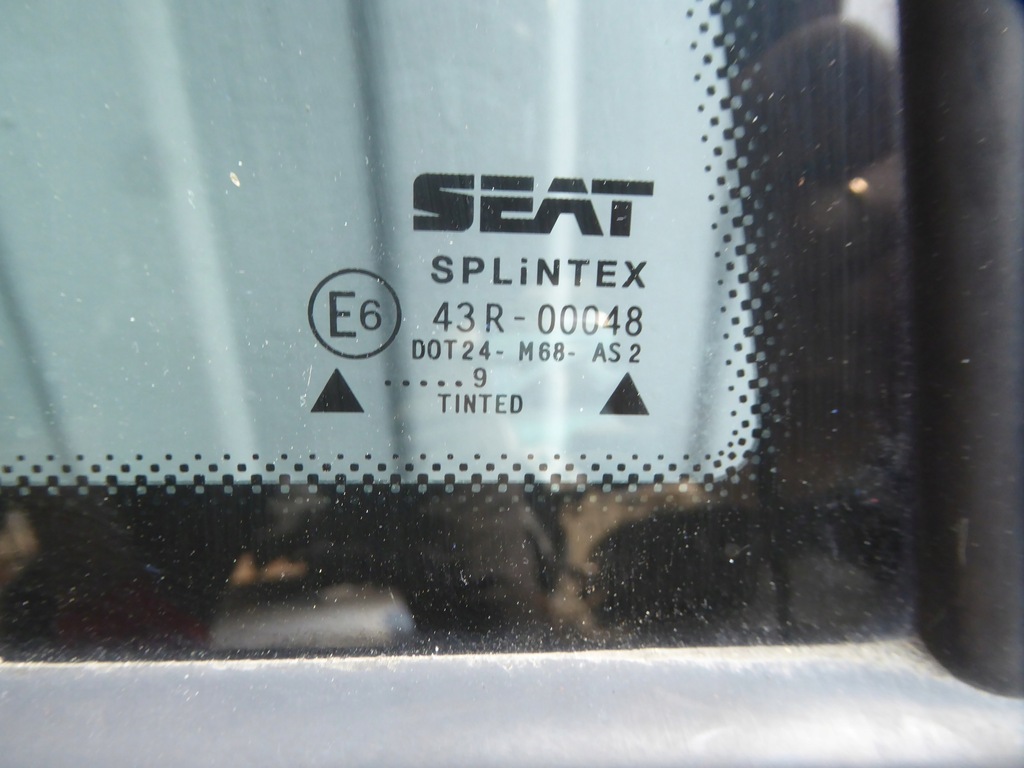 SEAT
SPLiNTEX
E6
43R-00048
DOT24- M68- AS2
.....9
TINTED